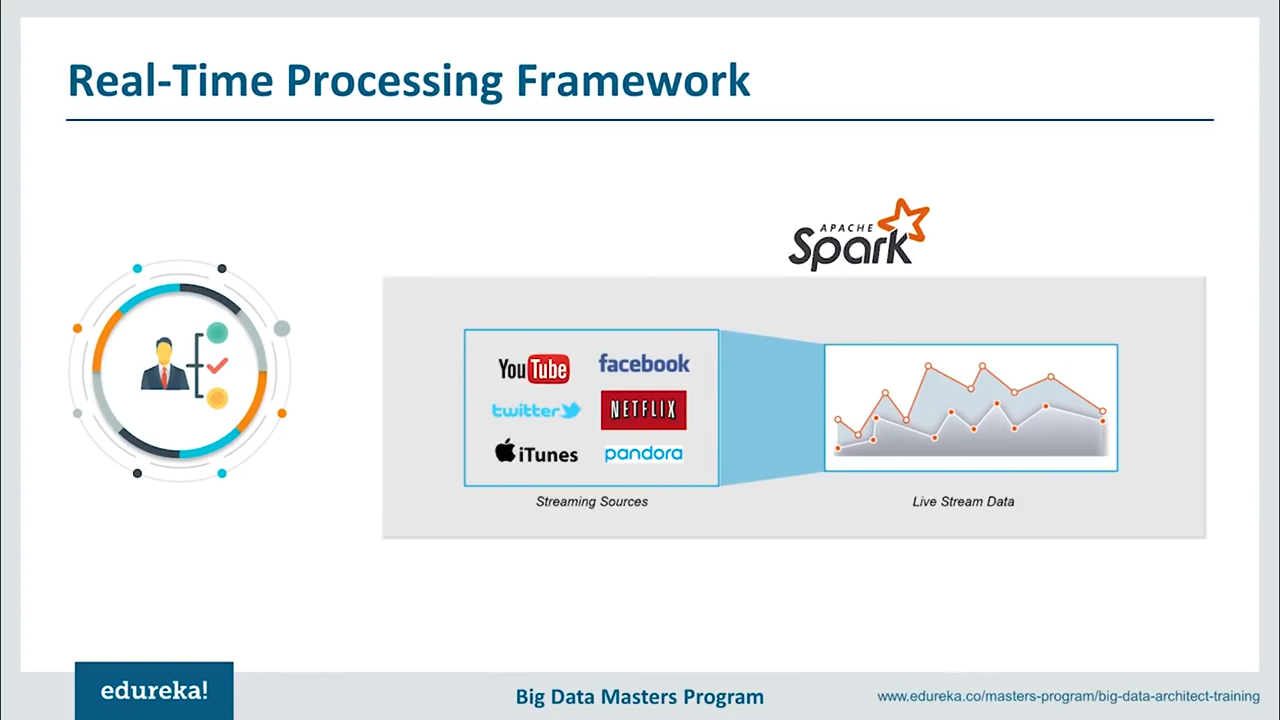 Real-Time Processing Framework
APACHE
Spark
YouTube facebook
twitter NETFLIX
iTunes pandora
Streaming Sources
Live Stream Data
edureka!
Big Data Masters Program
www.edureka.co/masters-program/big-data-architect-training